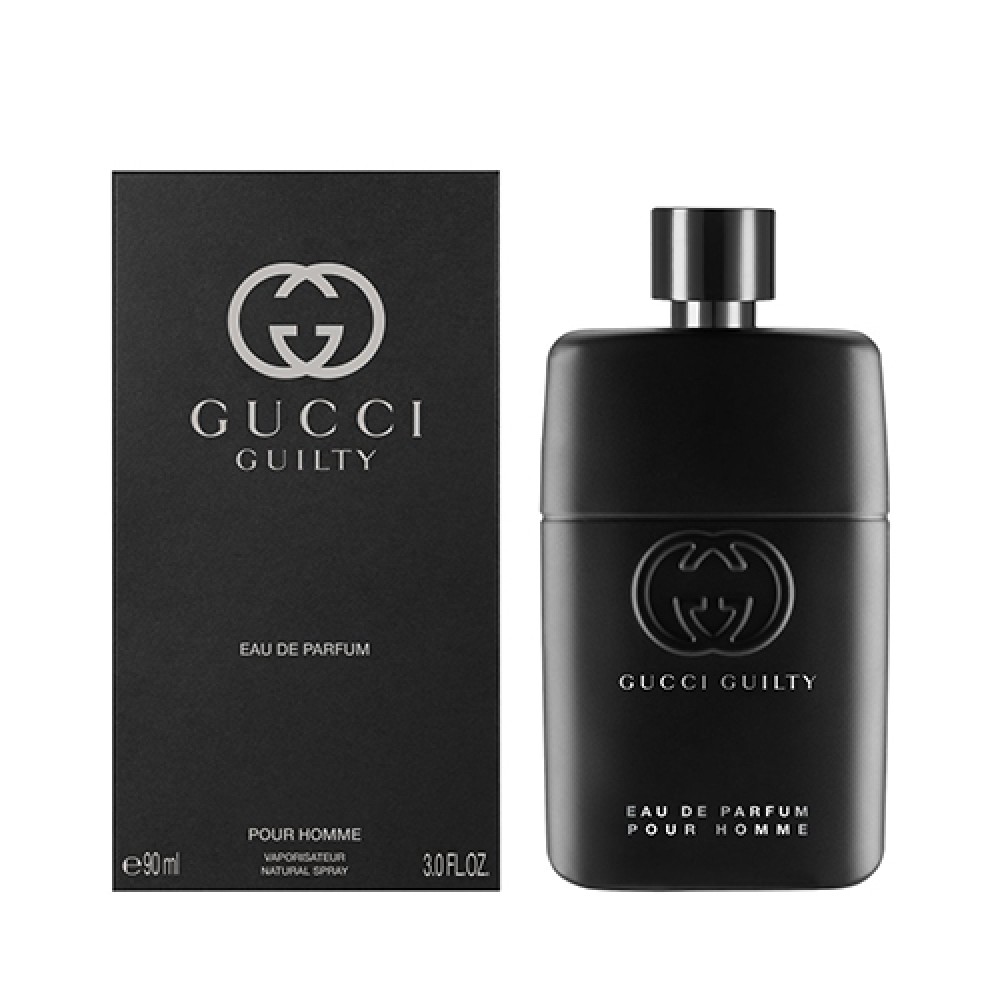 GUCCI
GUILTY
EAU DE PARFUM
POUR HOMME
VAPORISATEUR
NATURAL SPRAY
℮90 ml
3.0 FL.OZ.
GUCCI GUILTY
EAU DE PARFUM
POUR HOMME